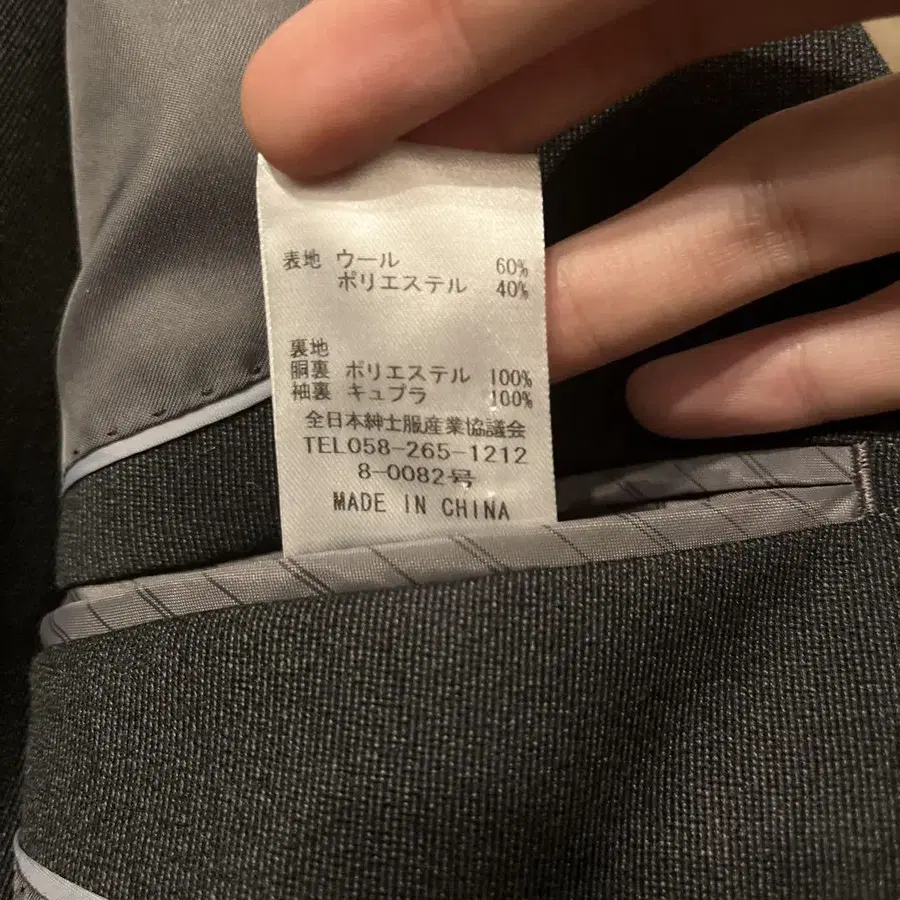 表地 ウール 60%
ポリエステル 40%
裏地
胴裏 ポリエステル 100%
袖裏 キュプラ 100%
全日本紳士服産業協議会
TEL058-265-1212
8-0082号
MADE IN CHINA